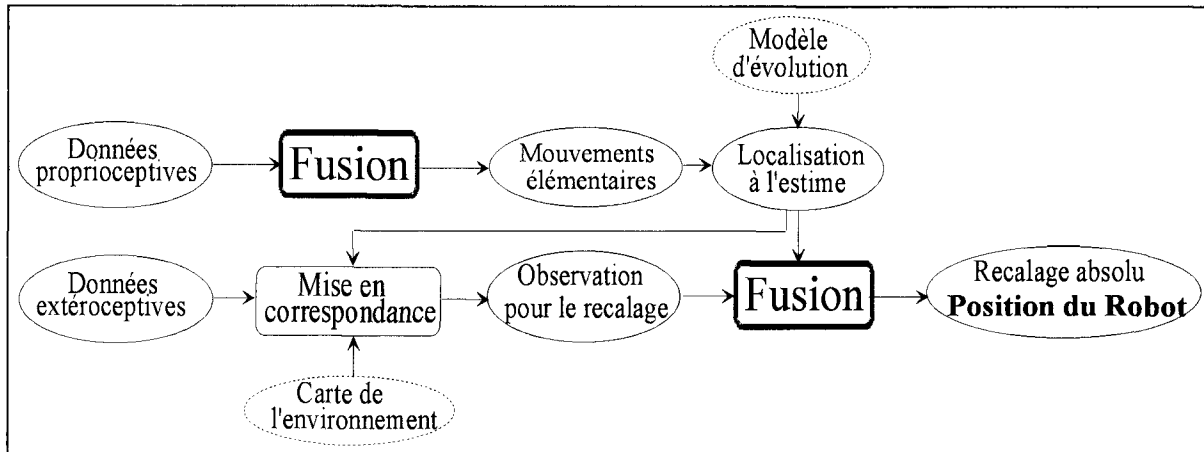 Modèle
d'évolution
Données
proprioceptives
Fusion
Mouvements
élémentaires
Localisation
à l'estime
Données
extéroceptives
Mise en
correspondance
Observation
pour le recalage
Fusion
Recalage absolu
Position du Robot
Carte de
l'environnement